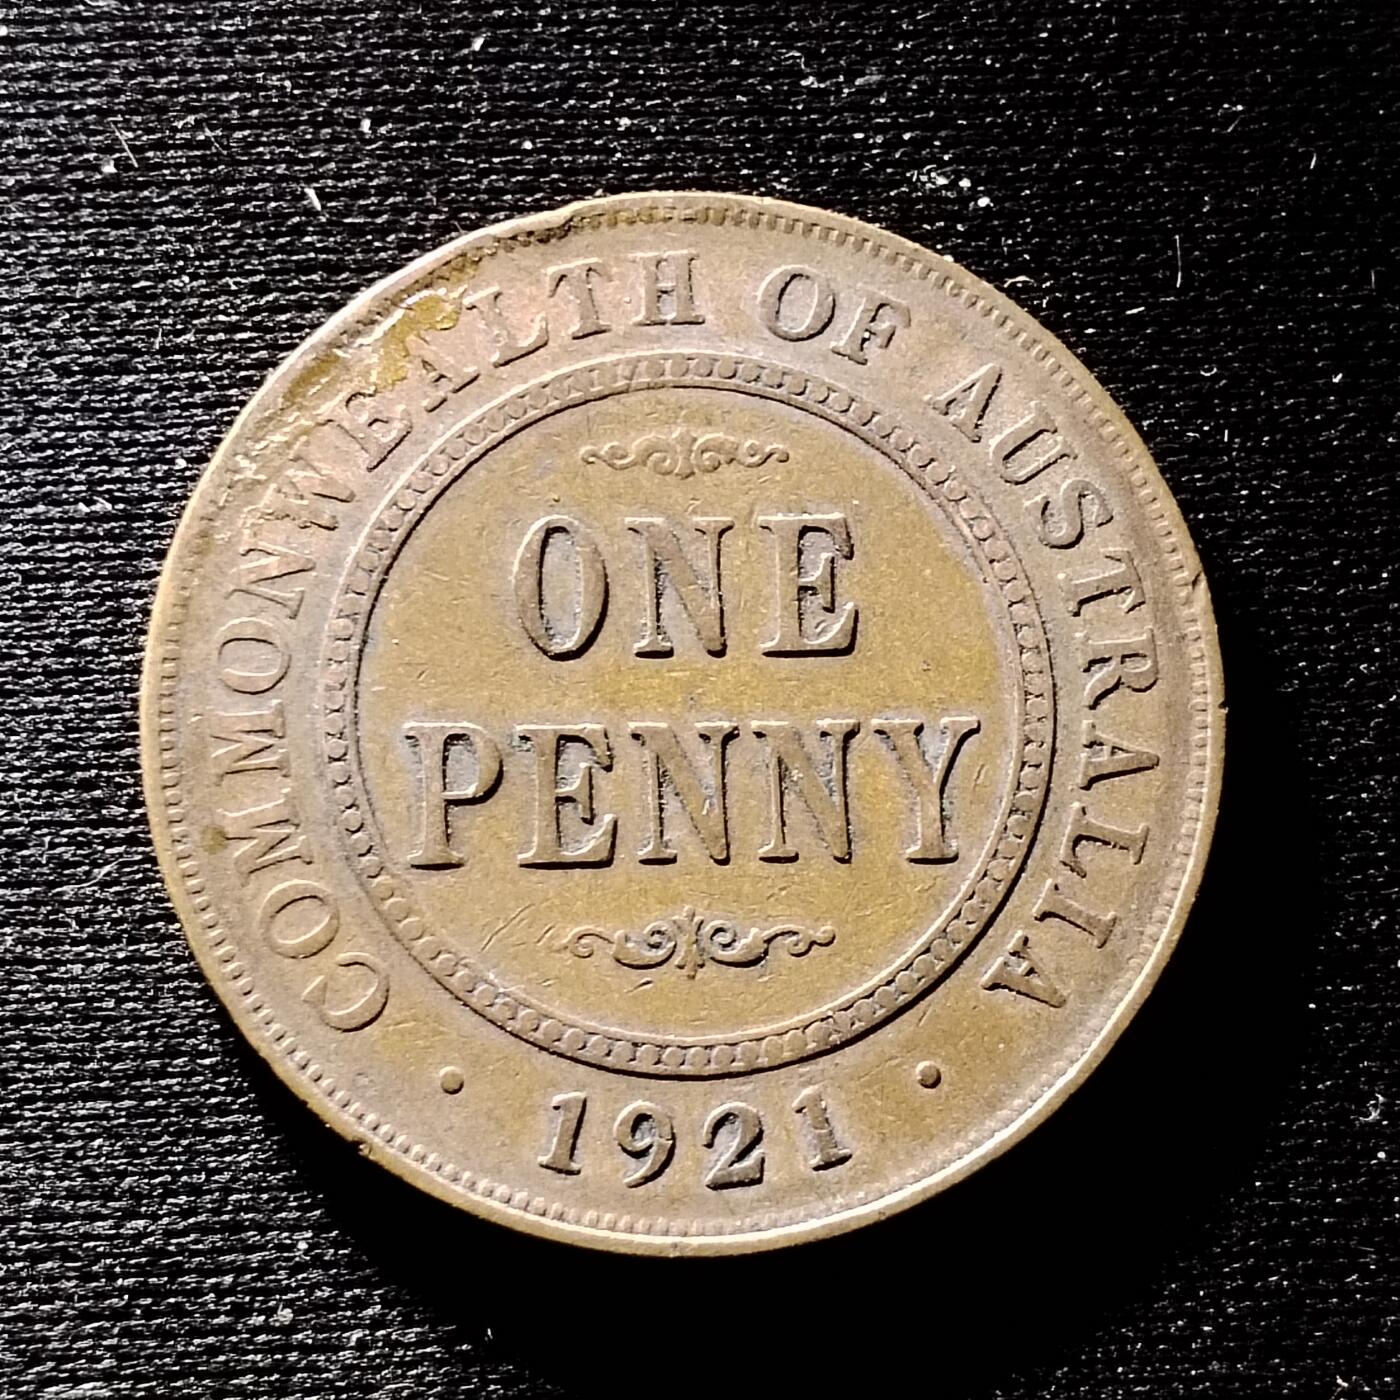 COMMONWEALTH OF AUSTRALIA
ONE
PENNY
· 1921 ·